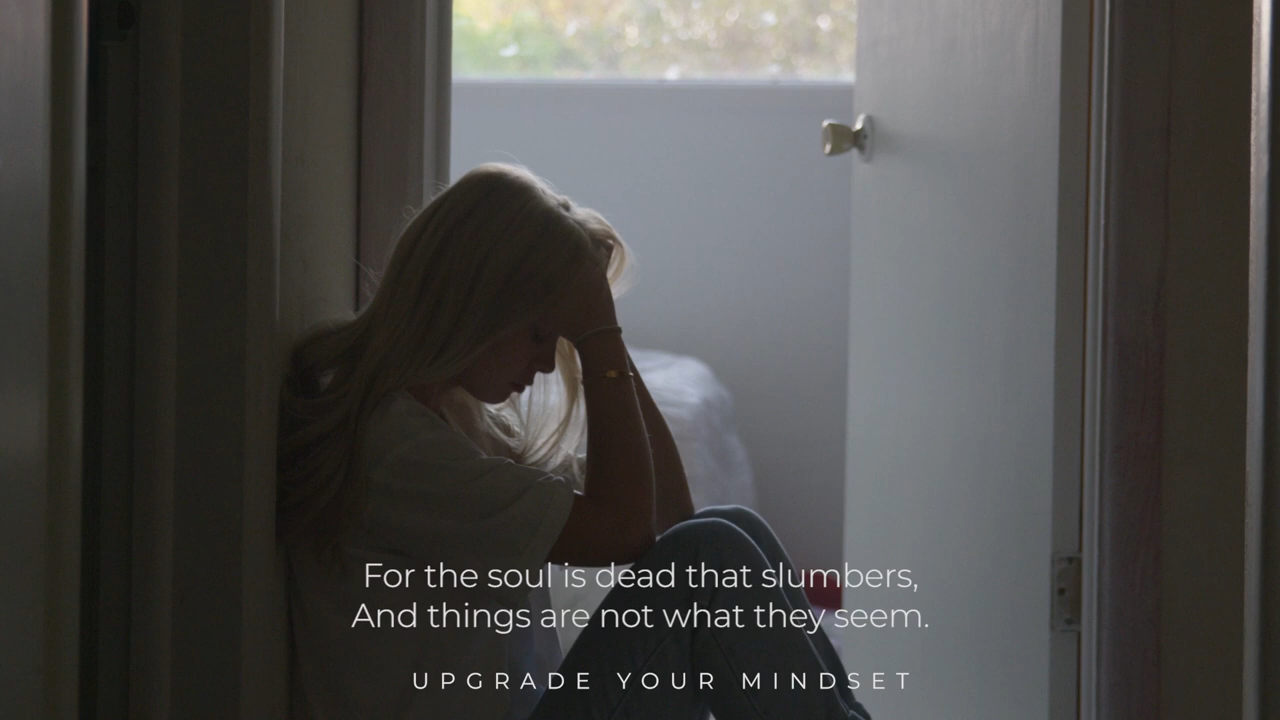 For the soul is dead that slumbers,
And things are not what they seem.
UPGRADE YOUR MINDSET